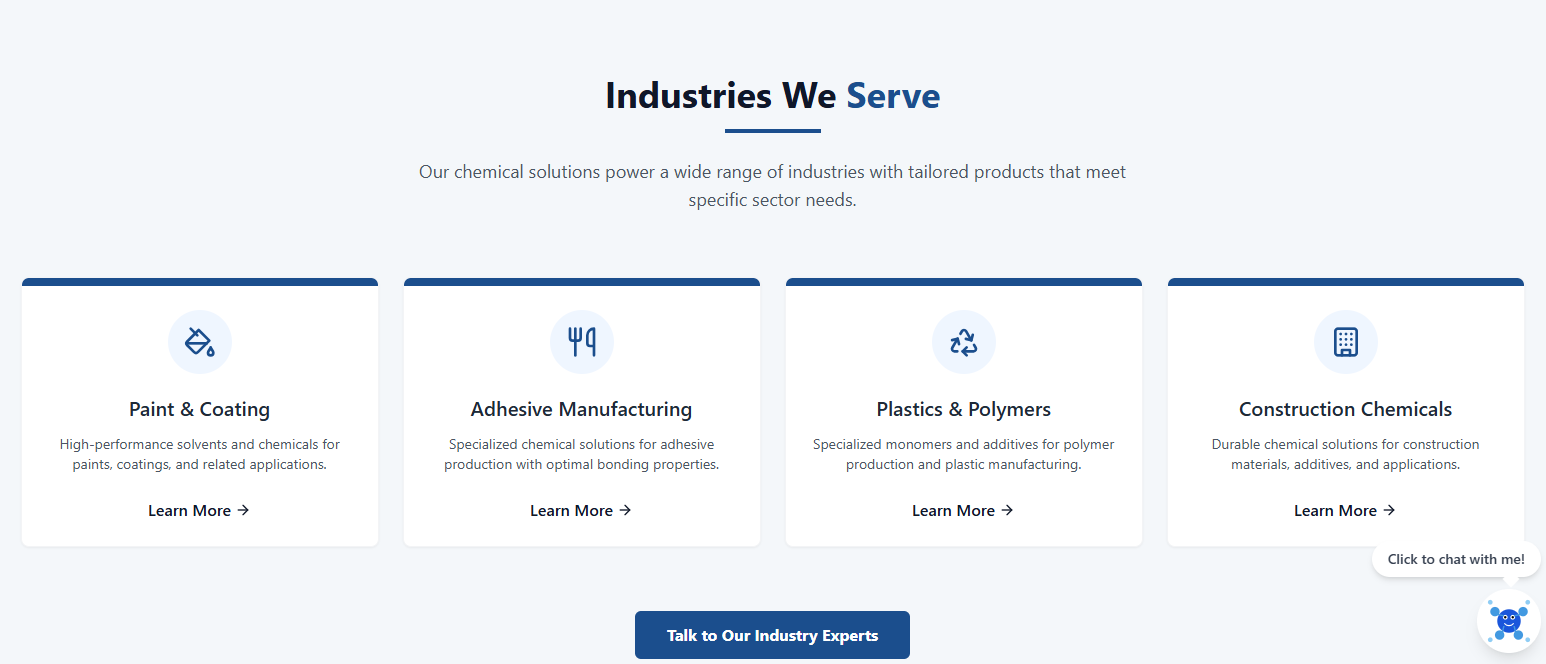 Industries We Serve
Our chemical solutions power a wide range of industries with tailored products that meet
specific sector needs.
Paint & Coating
High-performance solvents and chemicals for
paints, coatings, and related applications.
Learn More →
Adhesive Manufacturing
Specialized chemical solutions for adhesive
production with optimal bonding properties.
Learn More →
Plastics & Polymers
Specialized monomers and additives for polymer
production and plastic manufacturing.
Learn More →
Construction Chemicals
Durable chemical solutions for construction
materials, additives, and applications.
Learn More →
Click to chat with me!
Talk to Our Industry Experts